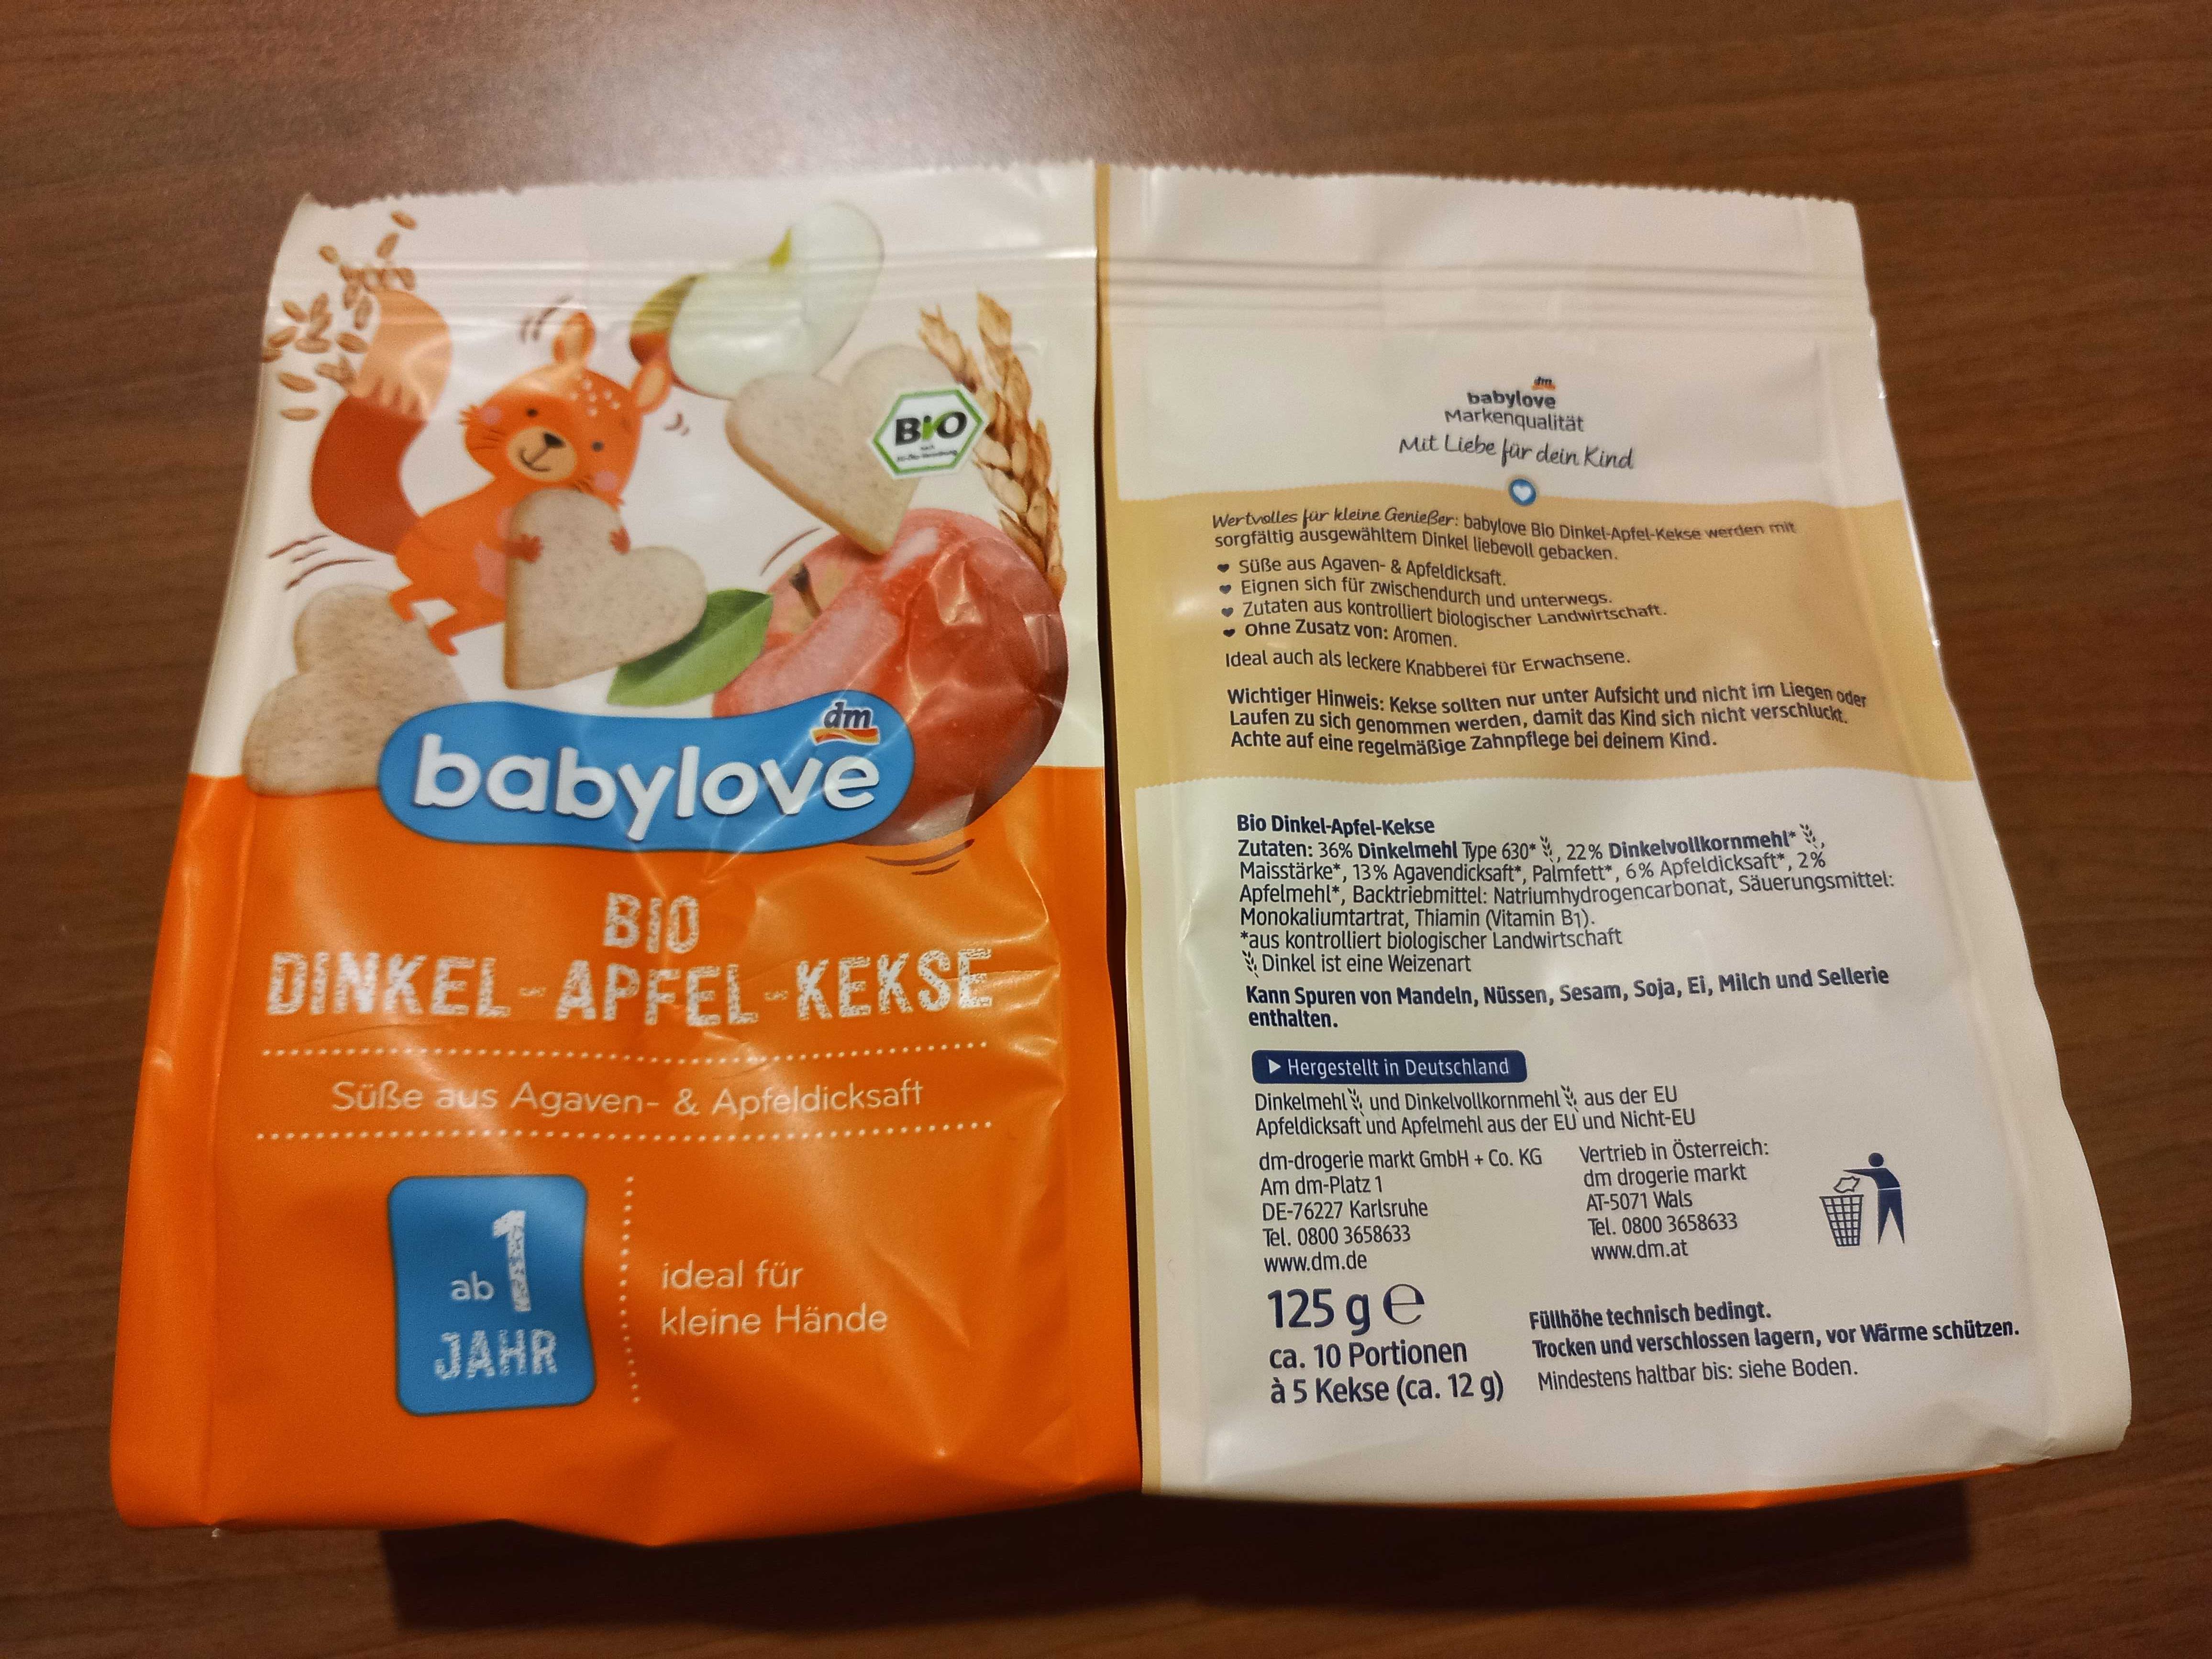 BIO
dm
babylove
BIO
DINKEL-APFEL-KEKSE
Süße aus Agaven- & Apfeldicksaft
ab 1
JAHR
ideal für
kleine Hände
dm
babylove
Markenqualität
Mit Liebe für dein Kind
Wertvolles für kleine Genießer: babylove Bio Dinkel-Apfel-Kekse werden mit
sorgfältig ausgewähltem Dinkel liebevoll gebacken.
Süße aus Agaven- & Apfeldicksaft.
Eignen sich für zwischendurch und unterwegs.
Zutaten aus kontrolliert biologischer Landwirtschaft.
Ohne Zusatz von: Aromen.
Ideal auch als leckere Knabberei für Erwachsene.
Wichtiger Hinweis: Kekse sollten nur unter Aufsicht und nicht im Liegen oder
Laufen zu sich genommen werden, damit das Kind sich nicht verschluckt.
Achte auf eine regelmäßige Zahnpflege bei deinem Kind.
Bio Dinkel-Apfel-Kekse
Zutaten: 36% Dinkelmehl Type 630*, 22% Dinkelvollkornmehl*,
Maisstärke*, 13% Agavendicksaft*, Palmfett*, 6% Apfeldicksaft*, 2%
Apfelmehl*, Backtriebmittel: Natriumhydrogencarbonat, Säuerungsmittel:
Monokaliumtartrat, Thiamin (Vitamin B1).
*aus kontrolliert biologischer Landwirtschaft
Dinkel ist eine Weizenart
Kann Spuren von Mandeln, Nüssen, Sesam, Soja, Ei, Milch und Sellerie
enthalten.
Hergestellt in Deutschland
Dinkelmehl und Dinkelvollkornmehl aus der EU
Apfeldicksaft und Apfelmehl aus der EU und Nicht-EU
dm-drogerie markt GmbH + Co. KG
Am dm-Platz 1
DE-76227 Karlsruhe
Tel. 0800 3658633
www.dm.de
Vertrieb in Österreich:
dm drogerie markt
AT-5071 Wals
Tel. 0800 3658633
www.dm.at
125 g e
ca. 10 Portionen
à 5 Kekse (ca. 12 g)
Füllhöhe technisch bedingt.
Trocken und verschlossen lagern, vor Wärme schützen.
Mindestens haltbar bis: siehe Boden.